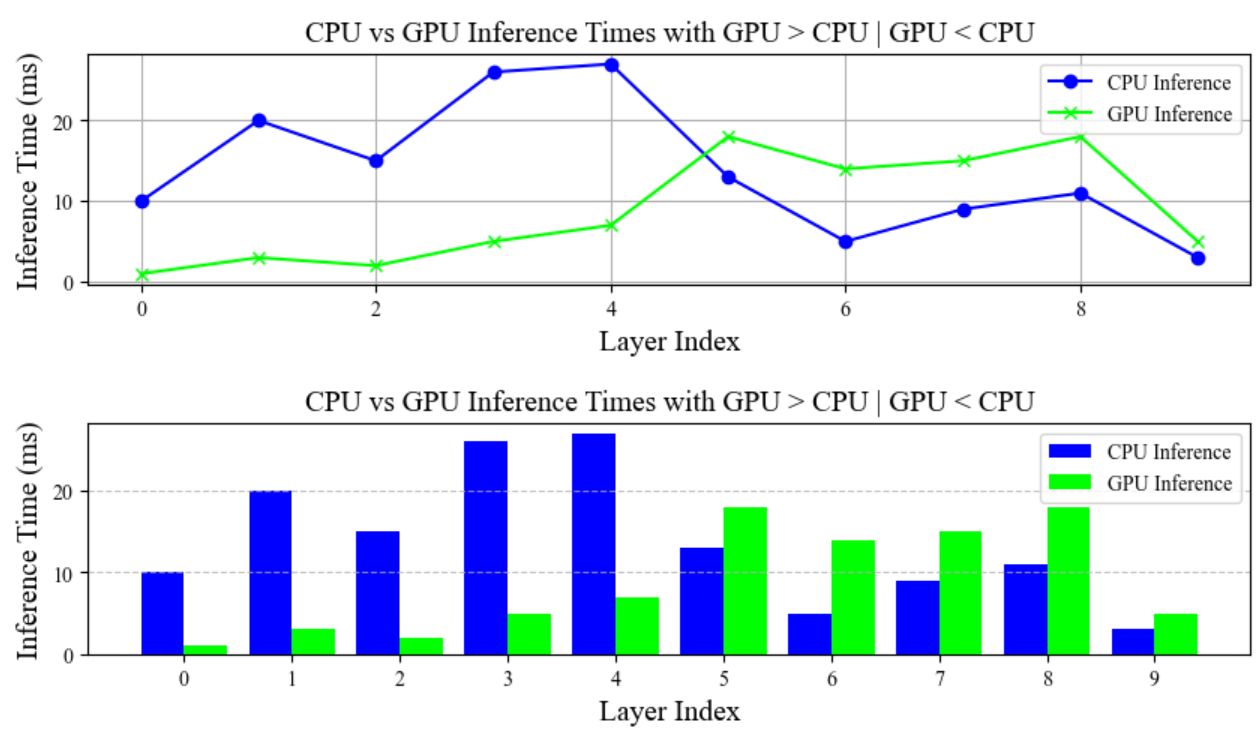 CPU vs GPU Inference Times with GPU > CPU | GPU < CPU
Inference Time (ms)
20
10
0
CPU Inference
GPU Inference
0 2 4 6 8
Layer Index
CPU vs GPU Inference Times with GPU > CPU | GPU < CPU
Inference Time (ms)
20
10
0
CPU Inference
GPU Inference
0 1 2 3 4 5 6 7 8 9
Layer Index